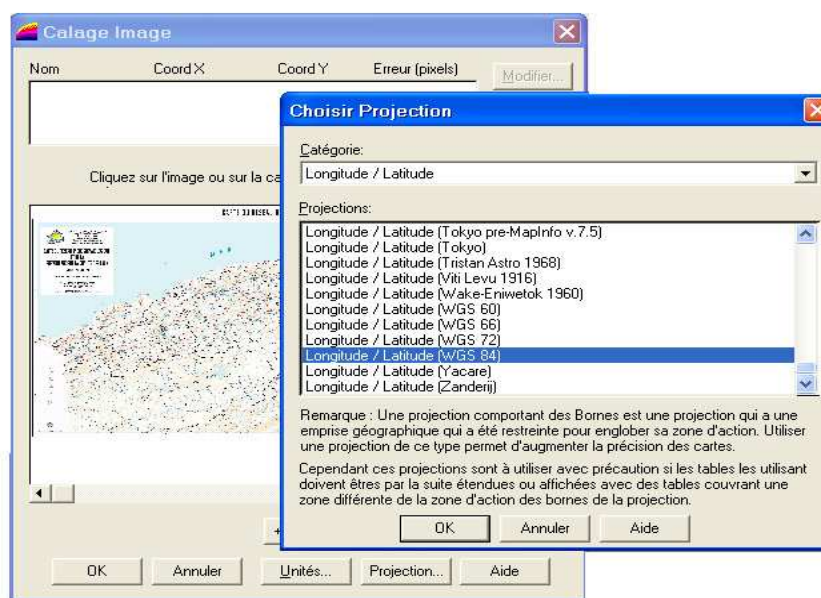 Calage Image
Nom Coord X Coord Y Erreur (pixels)
Modifier...
Cliquez sur l'image ou sur la ca
Choisir Projection
Catégorie:
Longitude / Latitude
Projections:
Longitude / Latitude (Tokyo pre-MapInfo v.7.5)
Longitude / Latitude (Tokyo)
Longitude / Latitude (Tristan Astro 1968)
Longitude / Latitude (Viti Levu 1916)
Longitude / Latitude (Wake-Eniwetok 1960)
Longitude / Latitude (WGS 60)
Longitude / Latitude (WGS 66)
Longitude / Latitude (WGS 72)
Longitude / Latitude (WGS 84)
Longitude / Latitude (Yacare)
Longitude / Latitude (Zanderij)
Remarque : Une projection comportant des Bornes est une projection qui a une
emprise géographique qui a été restreinte pour englober sa zone d'action. Utiliser
une projection de ce type permet d'augmenter la précision des cartes.
Cependant ces projections sont à utiliser avec précaution si les tables les utilisant
doivent êtres par la suite étendues ou affichées avec des tables couvrant une
zone différente de la zone d'action des bornes de la projection.
OK Annuler Aide
+
OK Annuler Unités... Projection... Aide